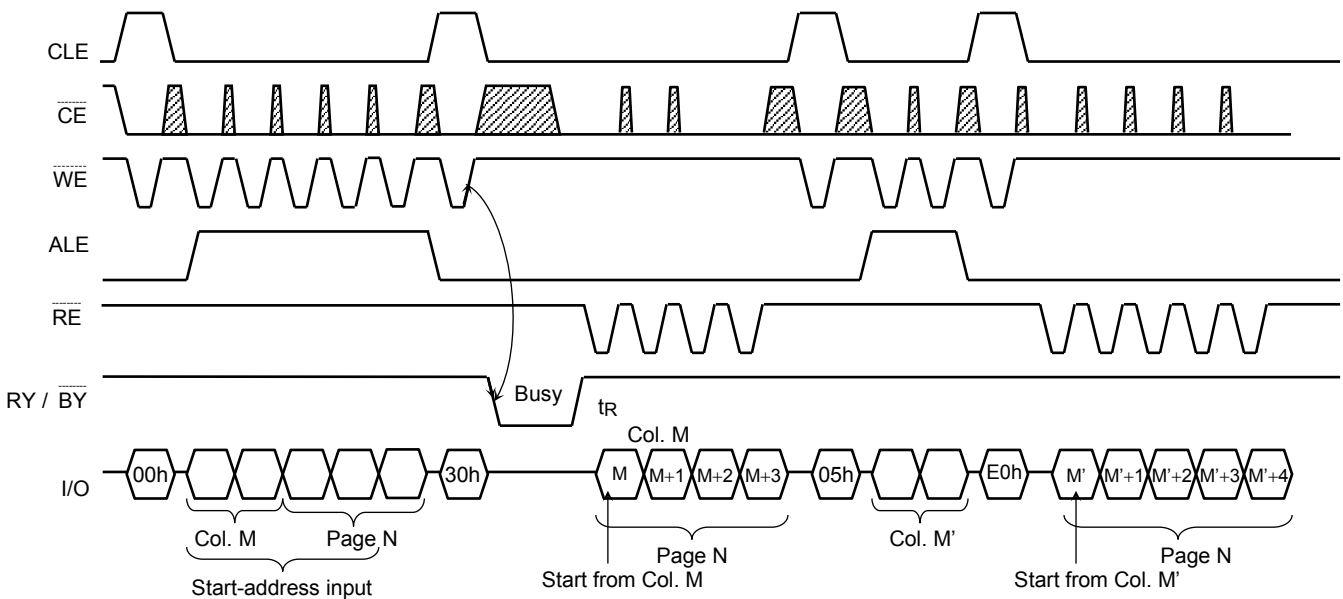 CLE
CE
WE
ALE
RE
RY / BY
Busy
tR
Col. M
I/O
00h
30h
M
M+1
M+2
M+3
05h
E0h
M'
M'+1
M'+2
M'+3
M'+4
Col. M
Page N
Col. M'
Page N
Page N
Start-address input
Start from Col. M
Start from Col. M'